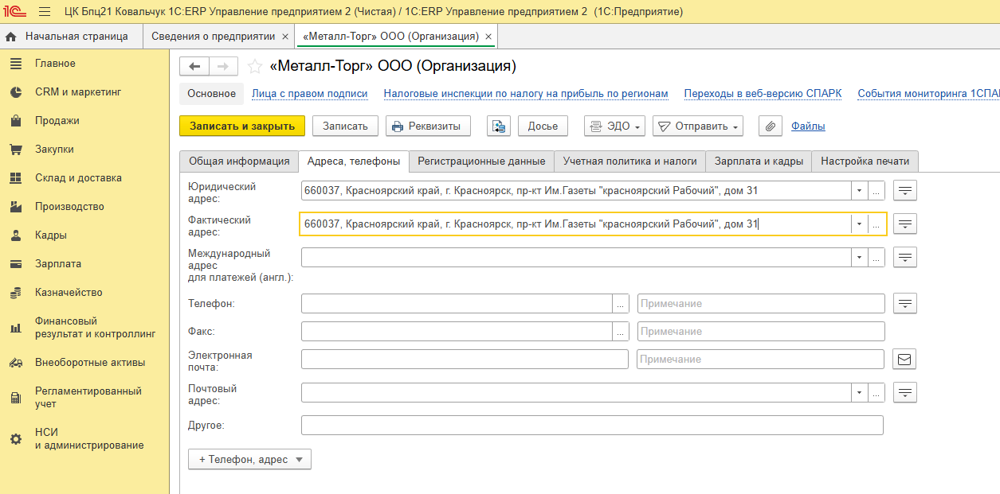 1С ЦК Бпц21 Ковальчук 1С:ERP Управление предприятием 2 (Чистая) / 1С:ERP Управление предприятием 2 (1С:Предприятие)
Начальная страница Сведения о предприятии × «Металл-Торг» ООО (Организация) ×
Главное
CRM и маркетинг
Продажи
Закупки
Склад и доставка
Производство
Кадры
Зарплата
Казначейство
Финансовый
результат и контроллинг
Внеоборотные активы
Регламентированный
учет
НСИ
и администрирование
«Металл-Торг» ООО (Организация)
Основное Лица с правом подписи Налоговые инспекции по налогу на прибыль по регионам Переходы в веб-версию СПАРК События мониторинга 1СПА
Записать и закрыть Записать Реквизиты Досье ЭДО Отправить Файлы
Общая информация Адреса, телефоны Регистрационные данные Учетная политика и налоги Зарплата и кадры Настройка печати
Юридический
адрес:
660037, Красноярский край, г. Красноярск, пр-кт Им.Газеты "красноярский Рабочий", дом 31 ...
Фактический
адрес:
660037, Красноярский край, г. Красноярск, пр-кт Им.Газеты "красноярский Рабочий", дом 31 ...
Международный
адрес
для платежей (англ.):
...
Телефон: ... Примечание
Факс: ... Примечание
Электронная
почта:
Примечание
Почтовый
адрес:
...
Другое:
+ Телефон, адрес